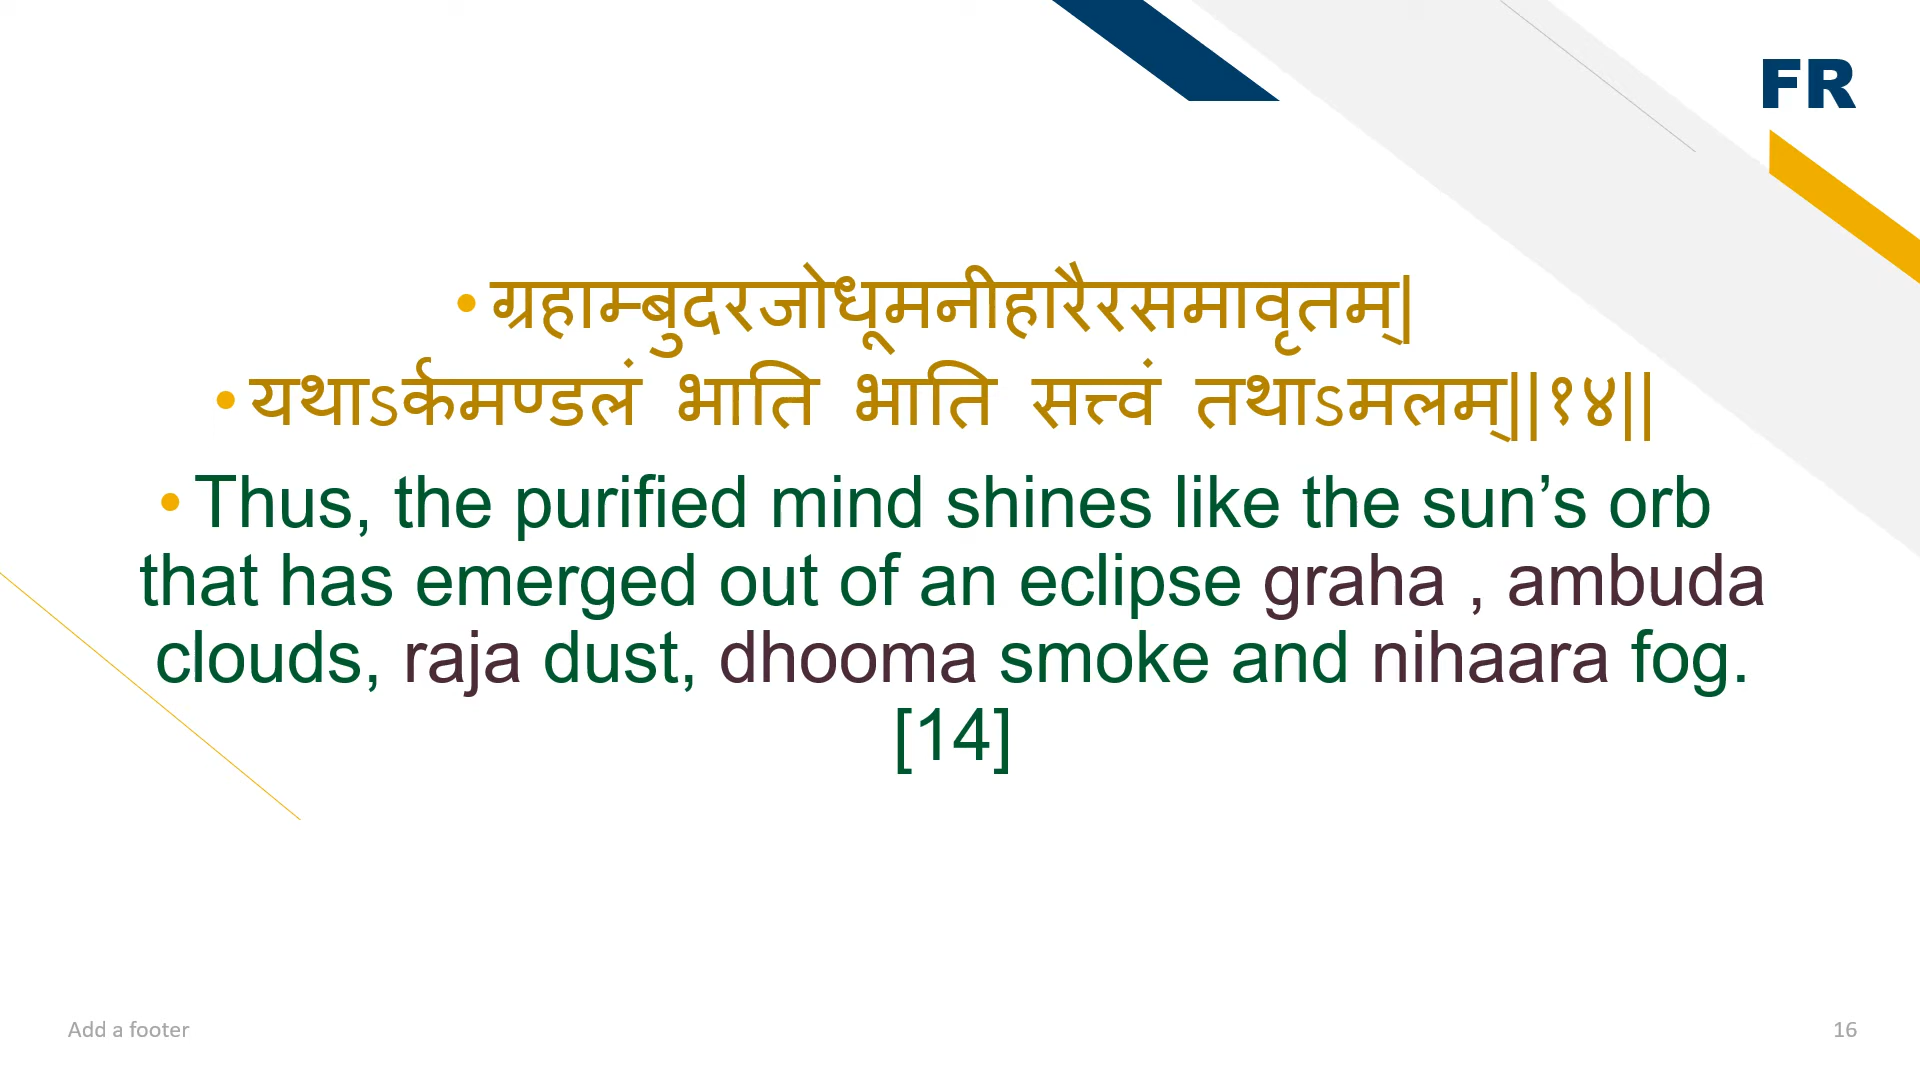 FR
• ग्रहाम्बुदरजोधूमनीहारैरसमावृतम्|
• यथाऽर्कमण्डलं भाति भाति सत्त्वं तथाऽमलम्||१४||
• Thus, the purified mind shines like the sun’s orb
that has emerged out of an eclipse graha , ambuda
clouds, raja dust, dhooma smoke and nihaara fog.
[14]
Add a footer
16